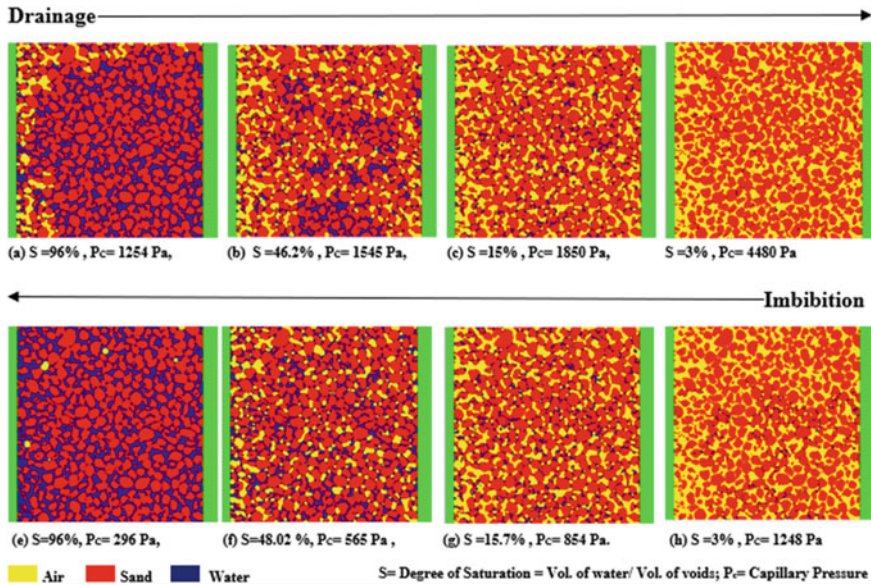 Drainage
(a) S =96% , Pc= 1254 Pa,
(b) S =46.2% , Pc= 1545 Pa,
(c) S =15% , Pc= 1850 Pa,
S =3% , Pc= 4480 Pa
Imbibition
(e) S=96%, Pc= 296 Pa,
(f) S=48.02 %, Pc= 565 Pa ,
(g) S =15.7% , Pc= 854 Pa.
(h) S =3% , Pc= 1248 Pa
Air Sand Water S= Degree of Saturation = Vol. of water/ Vol. of voids; Pc= Capillary Pressure